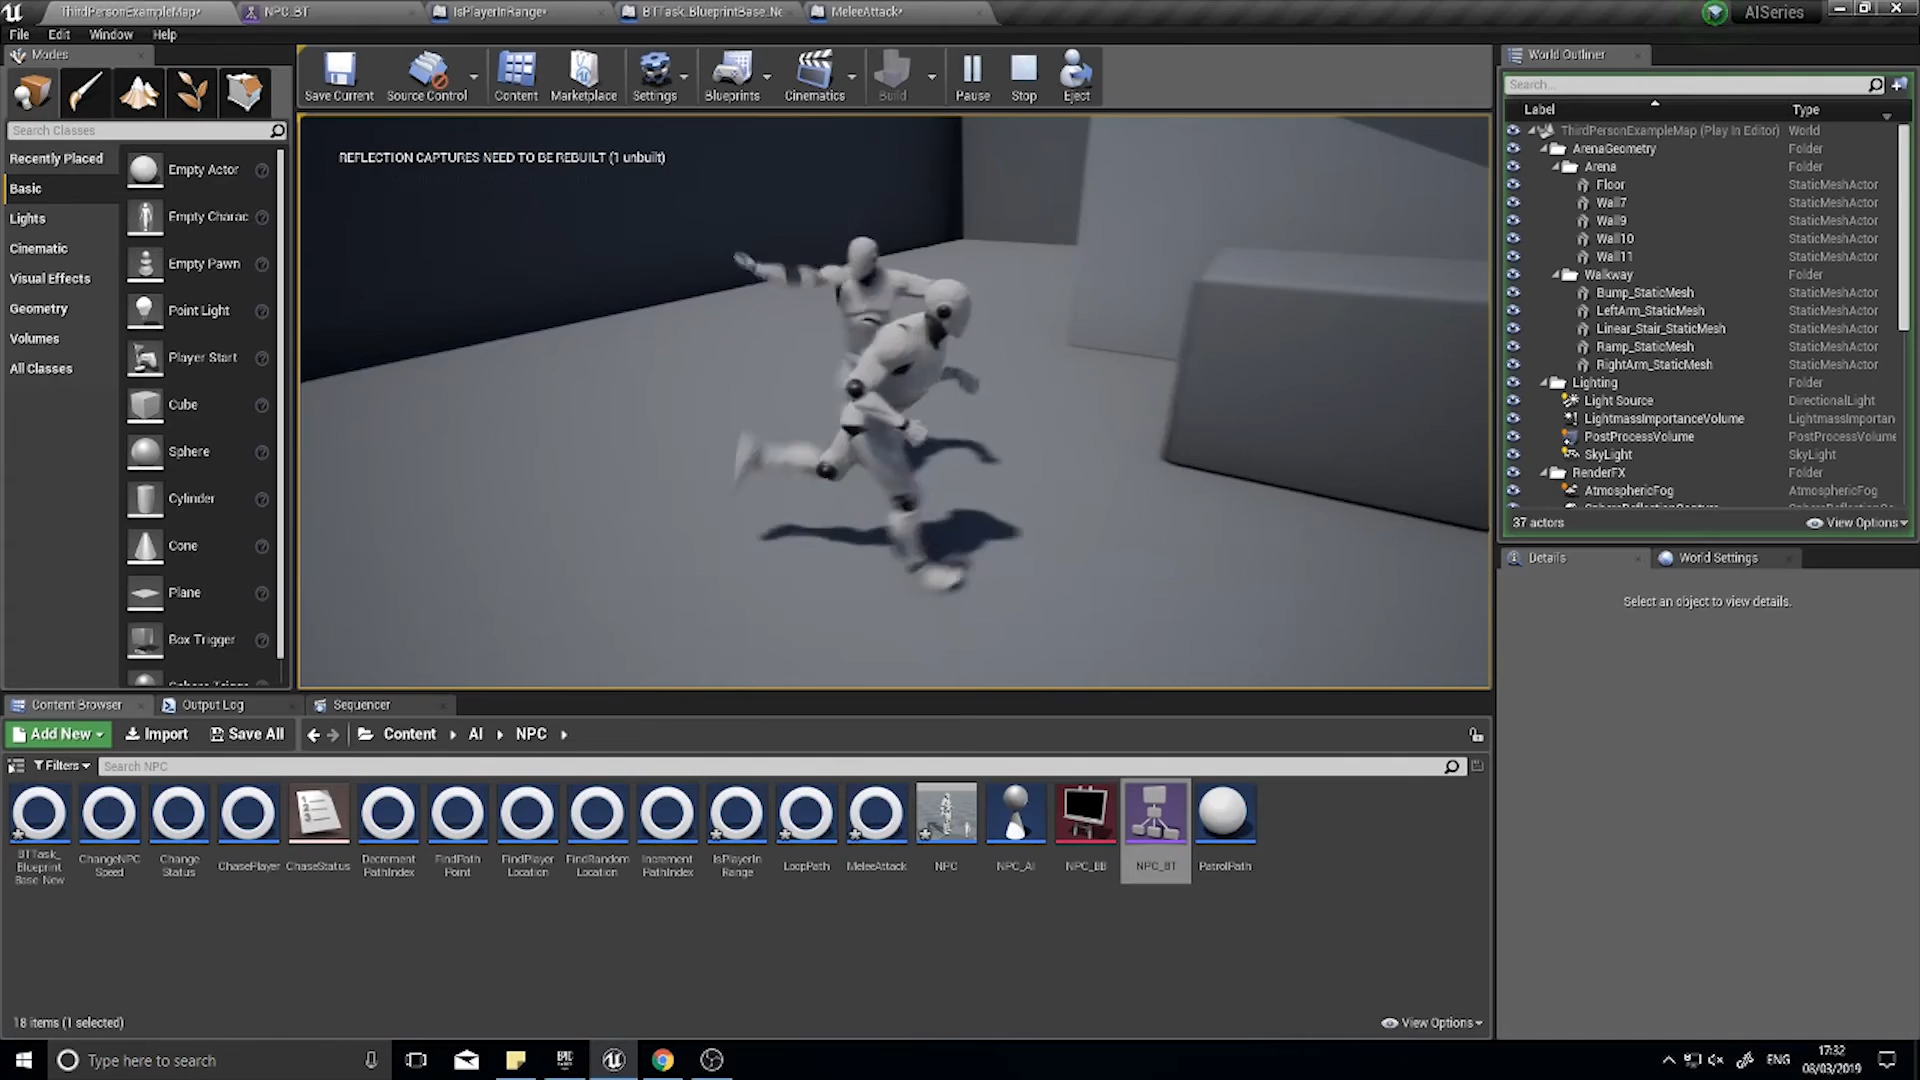 ThirdPersonExampleMap*
NPC_BT
IsPlayerInRange*
BTTask_BlueprintBase_Ne
MeleeAttack*
AISeries
File Edit Window Help
Modes
Save Current
Source Control
Content
Marketplace
Settings
Blueprints
Cinematics
Build
Pause
Stop
Eject
Search Classes
Recently Placed
Basic
Lights
Cinematic
Visual Effects
Geometry
Volumes
All Classes
Empty Actor
Empty Charac
Empty Pawn
Point Light
Player Start
Cube
Sphere
Cylinder
Cone
Plane
Box Trigger
REFLECTION CAPTURES NEED TO BE REBUILT (1 unbuilt)
World Outliner
Search...
Label Type
ThirdPersonExampleMap (Play In Editor) World
ArenaGeometry Folder
Arena Folder
Floor StaticMeshActor
Wall7 StaticMeshActor
Wall9 StaticMeshActor
Wall10 StaticMeshActor
Wall11 StaticMeshActor
Walkway Folder
Bump_StaticMesh StaticMeshActor
LeftArm_StaticMesh StaticMeshActor
Linear_Stair_StaticMesh StaticMeshActor
Ramp_StaticMesh StaticMeshActor
RightArm_StaticMesh StaticMeshActor
Lighting Folder
Light Source DirectionalLight
LightmassImportanceVolume LightmassImportan
PostProcessVolume PostProcessVolume
SkyLight SkyLight
RenderFX Folder
AtmosphericFog AtmosphericFog
37 actors View Options
Details World Settings
Select an object to view details.
Content Browser Output Log Sequencer
Add New Import Save All Content AI NPC
Filters Search NPC
BTTask_
Blueprint
Base_New
ChangeNPC
Speed
Change
Status
ChasePlayer
ChaseStatus
Decrement
PathIndex
FindPath
Point
FindPlayer
Location
FindRandom
Location
Increment
PathIndex
IsPlayerIn
Range
LoopPath
MeleeAttack
NPC
NPC_AI
NPC_BB
NPC_BT
PatrolPath
18 items (1 selected) View Options
Type here to search
ENG
17:32
08/03/2019